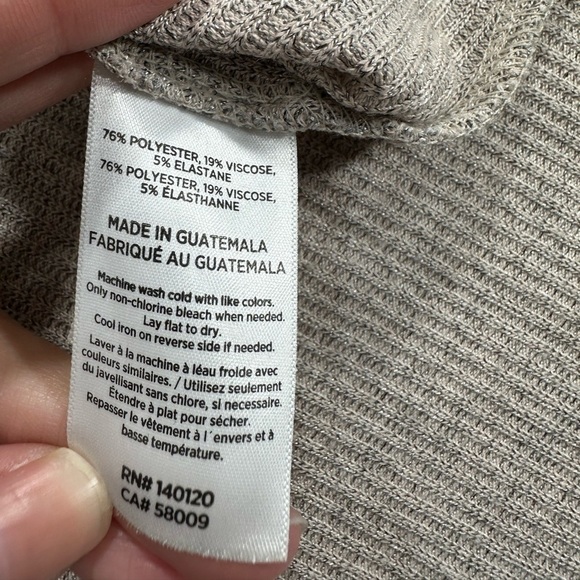 76% POLYESTER, 19% VISCOSE,
5% ELASTANE
76% POLYESTER, 19% VISCOSE,
5% ÉLASTHANNE
MADE IN GUATEMALA
FABRIQUÉ AU GUATEMALA
Machine wash cold with like colors.
Only non-chlorine bleach when needed.
Lay flat to dry.
Cool iron on reverse side if needed.
Laver à la machine à léau froide avec
couleurs similaires. / Utilisez seulement
du javellisant sans chlore, si necessaire.
Étendre à plat pour sécher.
Repasser le vêtement à l´envers et à
basse température.
RN# 140120
CA# 58009